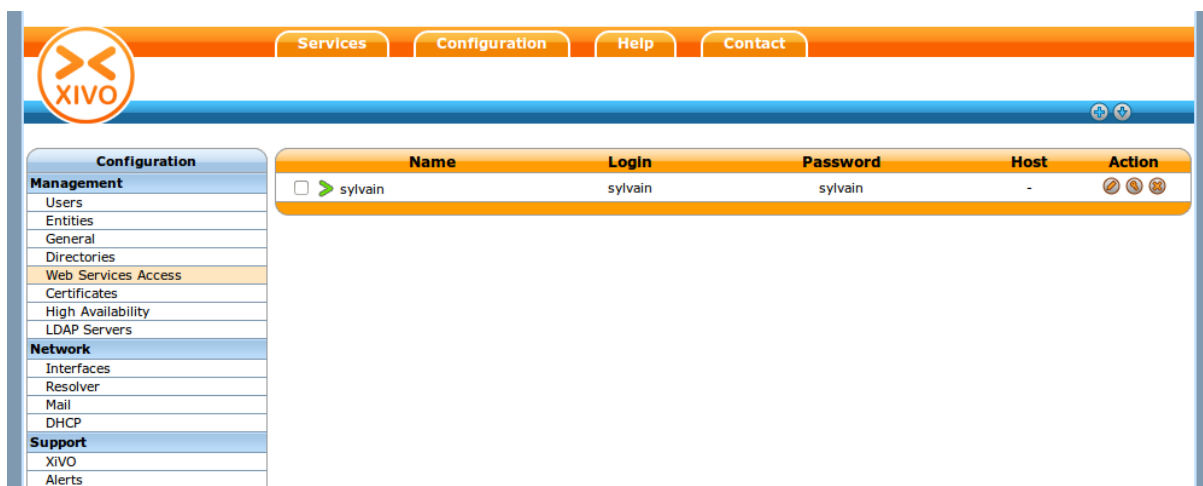 Services Configuration Help Contact
XIVO
Configuration
Management
Users
Entities
General
Directories
Web Services Access
Certificates
High Availability
LDAP Servers
Network
Interfaces
Resolver
Mail
DHCP
Support
XiVO
Alerts
Name Login Password Host Action
sylvain sylvain sylvain -